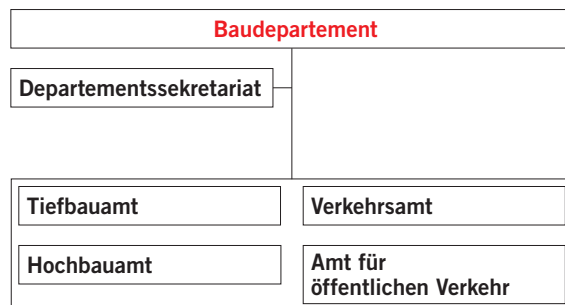 Baudepartement
Departementssekretariat
Tiefbauamt
Verkehrsamt
Hochbauamt
Amt für
öffentlichen Verkehr